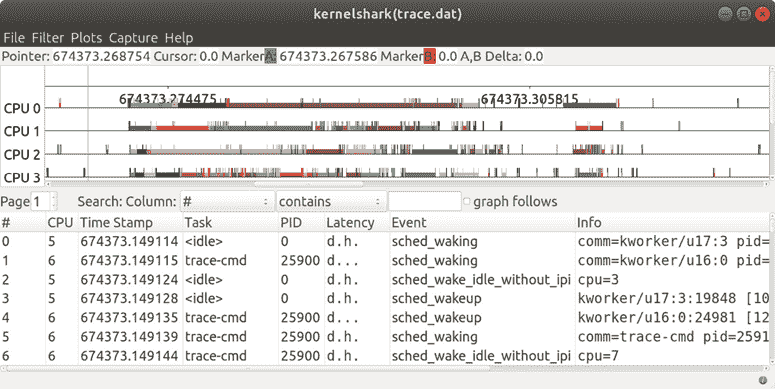 kernelshark(trace.dat)
File Filter Plots Capture Help
Pointer: 674373.268754 Cursor: 0.0 Marker A: 674373.267586 Marker B: 0.0 A,B Delta: 0.0
674373.274475 674373.305815
CPU 0
CPU 1
CPU 2
CPU 3
Page 1 Search: Column: # contains graph follows
# CPU Time Stamp Task PID Latency Event Info
0 5 674373.149114 <idle> 0 d.h. sched_waking comm=kworker/u17:3 pid=
1 6 674373.149115 trace-cmd 25900 d... sched_waking comm=kworker/u16:0 pid=
2 5 674373.149124 <idle> 0 d.h. sched_wake_idle_without_ipi cpu=3
3 5 674373.149128 <idle> 0 d.h. sched_wakeup kworker/u17:3:19848 [10
4 6 674373.149135 trace-cmd 25900 d... sched_wakeup kworker/u16:0:24981 [12
5 6 674373.149139 trace-cmd 25900 d.h. sched_waking comm=trace-cmd pid=2591
6 6 674373.149144 trace-cmd 25900 d.h. sched_wake_idle_without_ipi cpu=7